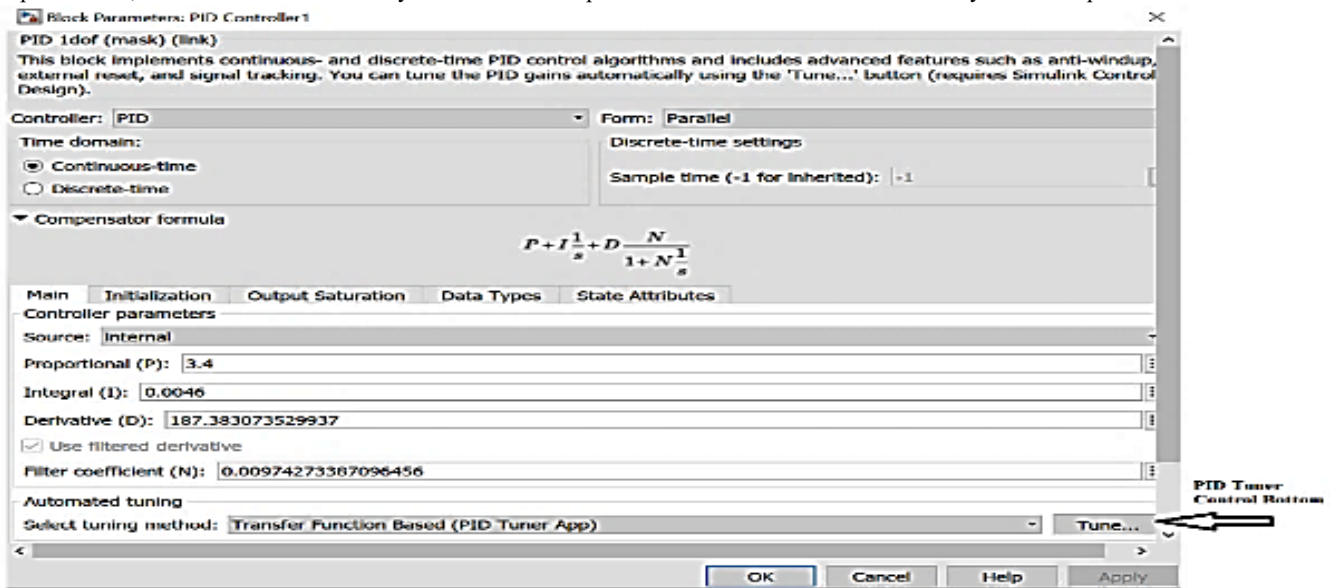 Block Parameters: PID Controller1
PID 1dof (mask) (link)
This block implements continuous- and discrete-time PID control algorithms and includes advanced features such as anti-windup,
external reset, and signal tracking. You can tune the PID gains automatically using the 'Tune...' button (requires Simulink Control
Design).
Controller: PID Form: Parallel
Time domain: Discrete-time settings
Continuous-time
Sample time (-1 for inherited): -1
Discrete-time
Compensator formula
P+I 1/s +D N/(1+N 1/s)
Main Initialization Output Saturation Data Types State Attributes
Controller parameters
Source: Internal
Proportional (P): 3.4
Integral (I): 0.0046
Derivative (D): 187.383073529937
Use filtered derivative
Filter coefficient (N): 0.00974273387096456
Automated tuning
Select tuning method: Transfer Function Based (PID Tuner App) Tune...
PID Tuner
Control Bottom
OK Cancel Help Apply